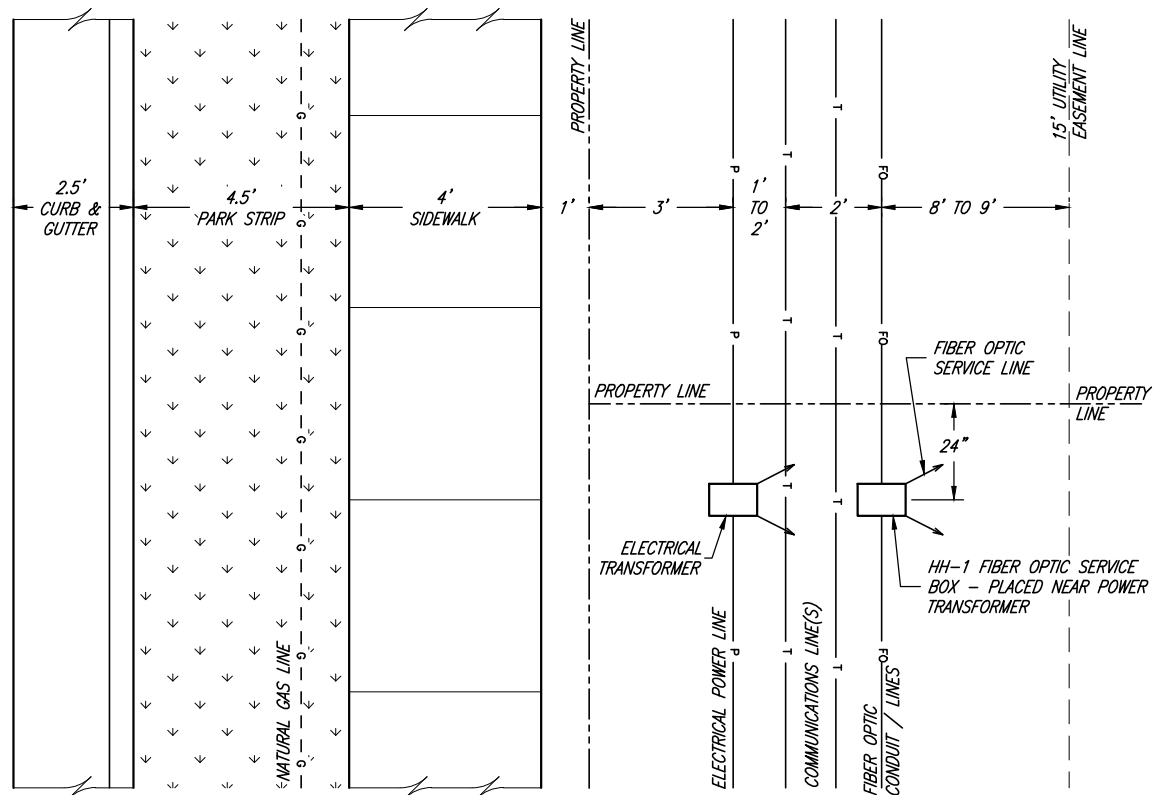 PROPERTY LINE
15' UTILITY
EASEMENT LINE
2.5'
CURB &
GUTTER
4.5'
PARK STRIP
4'
SIDEWALK
1'
3'
1'
TO
2'
2'
8' TO 9'
G
G
G
G
G
G
G
P
P
P
T
T
T
T
T
T
T
T
FO
FO
FO
FIBER OPTIC
SERVICE LINE
PROPERTY LINE
PROPERTY
LINE
24"
ELECTRICAL
TRANSFORMER
HH-1 FIBER OPTIC SERVICE
BOX - PLACED NEAR POWER
TRANSFORMER
NATURAL GAS LINE
ELECTRICAL POWER LINE
COMMUNICATIONS LINE(S)
FIBER OPTIC
CONDUIT / LINES